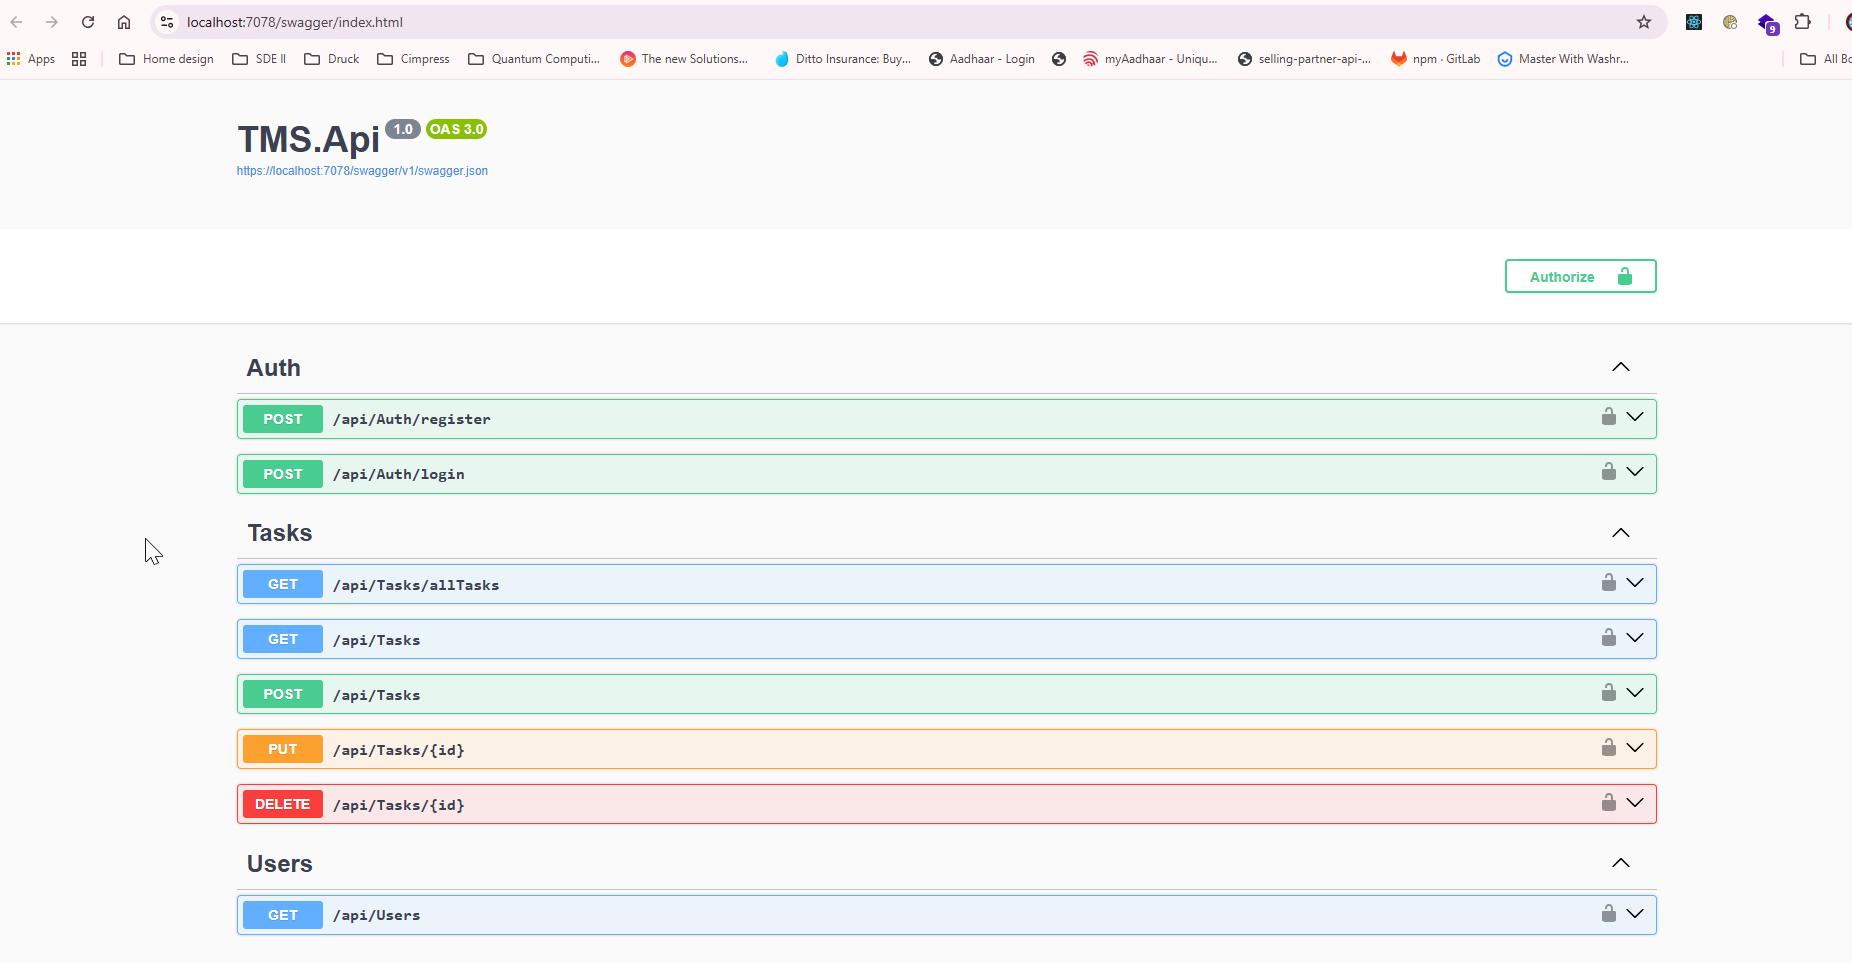 localhost:7078/swagger/index.html
9
Apps Home design SDE II Druck Cimpress Quantum Computi... The new Solutions... Ditto Insurance: Buy... Aadhaar - Login myAadhaar - Uniqu... selling-partner-api-... npm · GitLab Master With Washr... All Bo
TMS.Api 1.0 OAS 3.0
https://localhost:7078/swagger/v1/swagger.json
Authorize
Auth
POST /api/Auth/register
POST /api/Auth/login
Tasks
GET /api/Tasks/allTasks
GET /api/Tasks
POST /api/Tasks
PUT /api/Tasks/{id}
DELETE /api/Tasks/{id}
Users
GET /api/Users